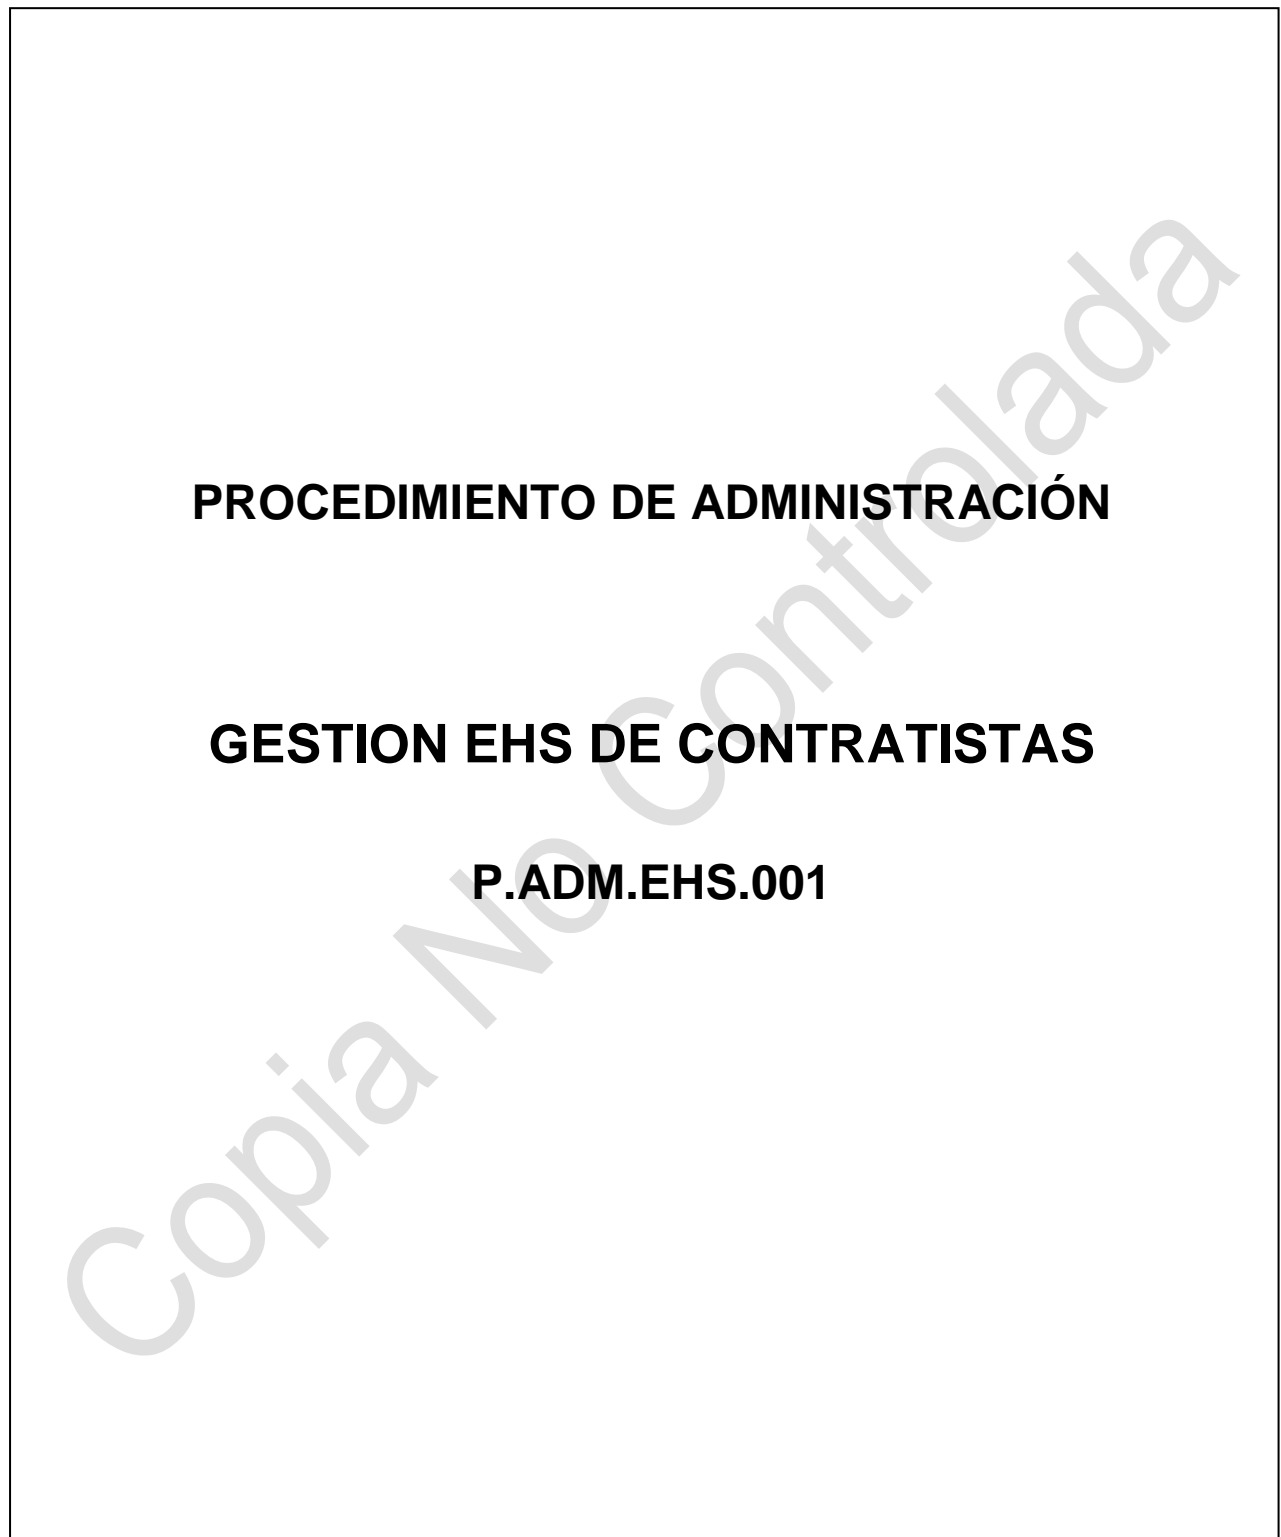 PROCEDIMIENTO DE ADMINISTRACIÓN
GESTION EHS DE CONTRATISTAS
P.ADM.EHS.001
Copia No Controlada